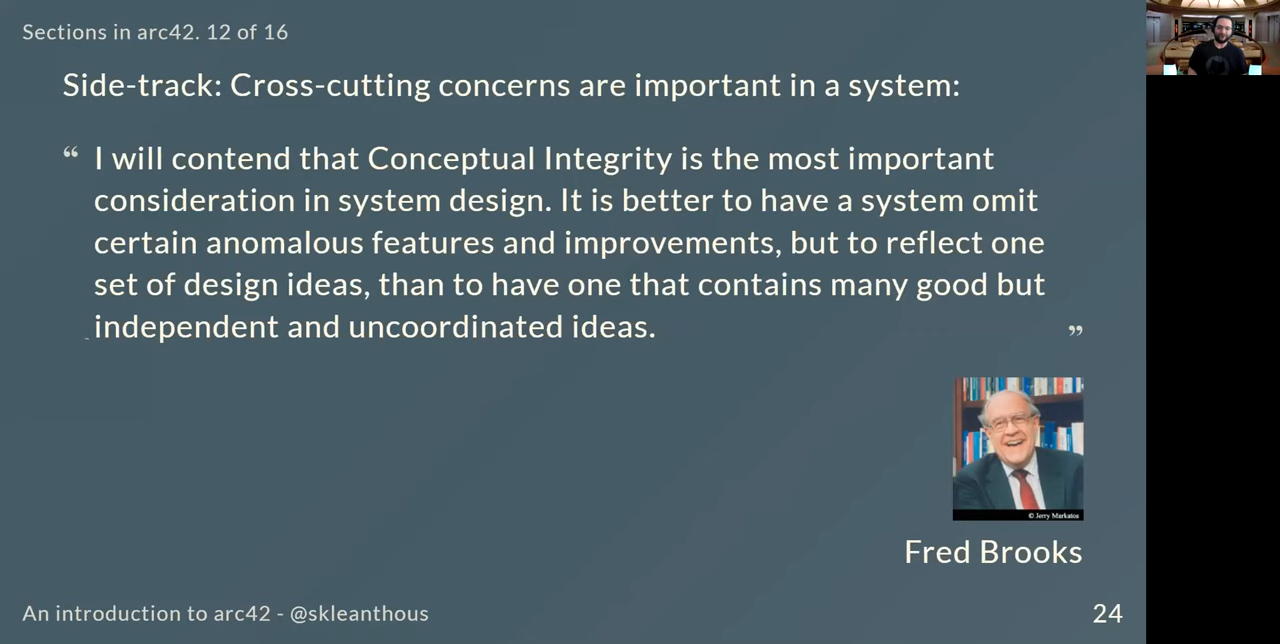 Sections in arc42. 12 of 16
Side-track: Cross-cutting concerns are important in a system:
“ I will contend that Conceptual Integrity is the most important
consideration in system design. It is better to have a system omit
certain anomalous features and improvements, but to reflect one
set of design ideas, than to have one that contains many good but
independent and uncoordinated ideas. ”
© Jerry Markatos
Fred Brooks
An introduction to arc42 - @skleanthous
24